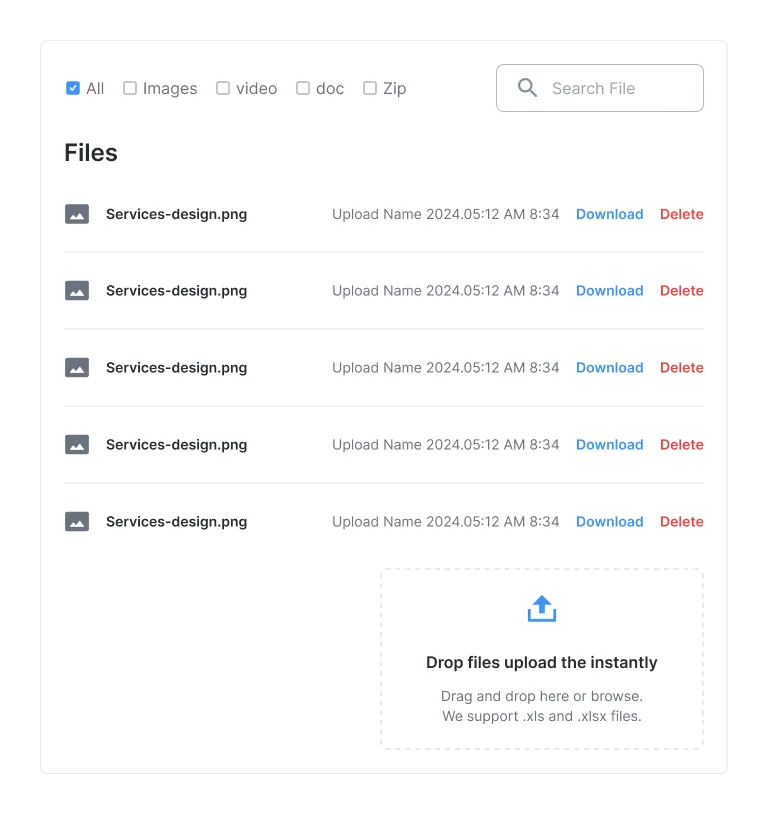 All Images video doc Zip Search File
Files
Services-design.png Upload Name 2024.05:12 AM 8:34 Download Delete
Services-design.png Upload Name 2024.05:12 AM 8:34 Download Delete
Services-design.png Upload Name 2024.05:12 AM 8:34 Download Delete
Services-design.png Upload Name 2024.05:12 AM 8:34 Download Delete
Services-design.png Upload Name 2024.05:12 AM 8:34 Download Delete
Drop files upload the instantly
Drag and drop here or browse.
We support .xls and .xlsx files.